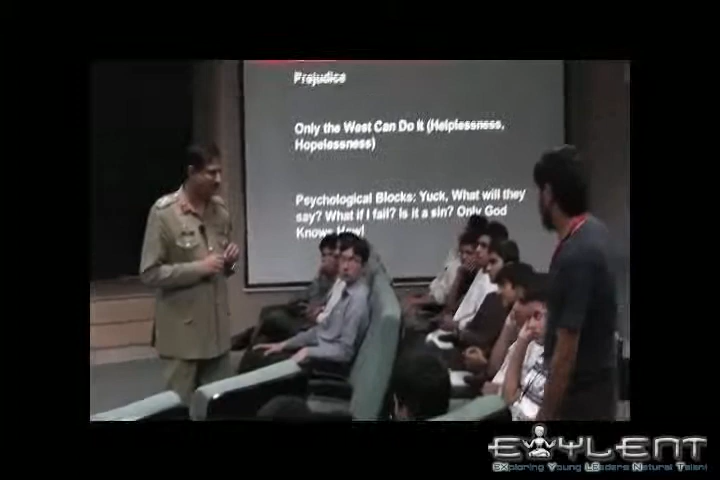 Prejudice
Only the West Can Do It (Helplessness,
Hopelessness)
Psychological Blocks: Yuck, What will they
say? What if I fail? Is it a sin? Only God
Knows How!
EXYLENT
EXploring Young LEaders Natural Talent